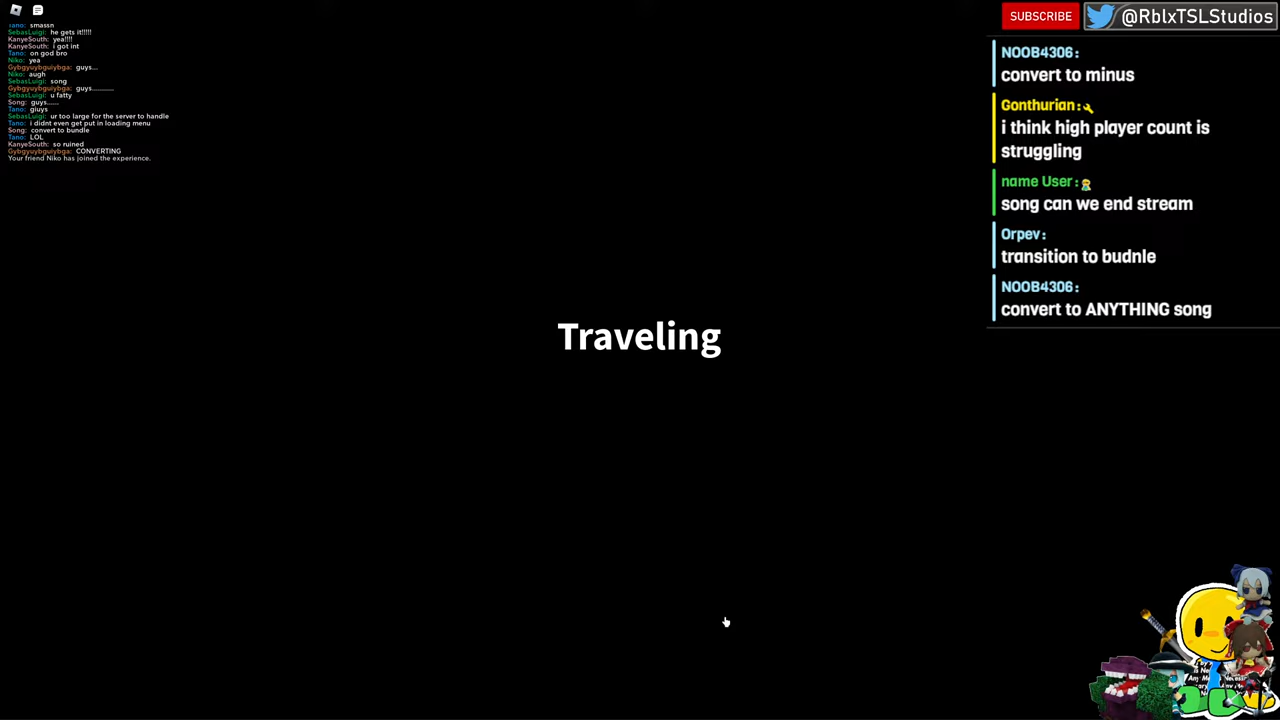 Tano: smassn
SebasLuigi: he gets it!!!!!
KanyeSouth: yea!!!!
KanyeSouth: i got int
Tano: on god bro
Niko: yea
Gybgyuybguiybga: guys...
Niko: augh
SebasLuigi: song
Gybgyuybguiybga: guys.............
SebasLuigi: u fatty
Song: guys.......
Tano: giuys
SebasLuigi: ur too large for the server to handle
Tano: i didnt even get put in loading menu
Song: convert to bundle
Tano: LOL
KanyeSouth: so ruined
Gybgyuybguiybga: CONVERTING
Your friend Niko has joined the experience.
Traveling
SUBSCRIBE
@RblxTSLStudios
NOOB4306:
convert to minus
Gonthurian:
i think high player count is
struggling
name User:
song can we end stream
Orpev:
transition to budnle
NOOB4306:
convert to ANYTHING song